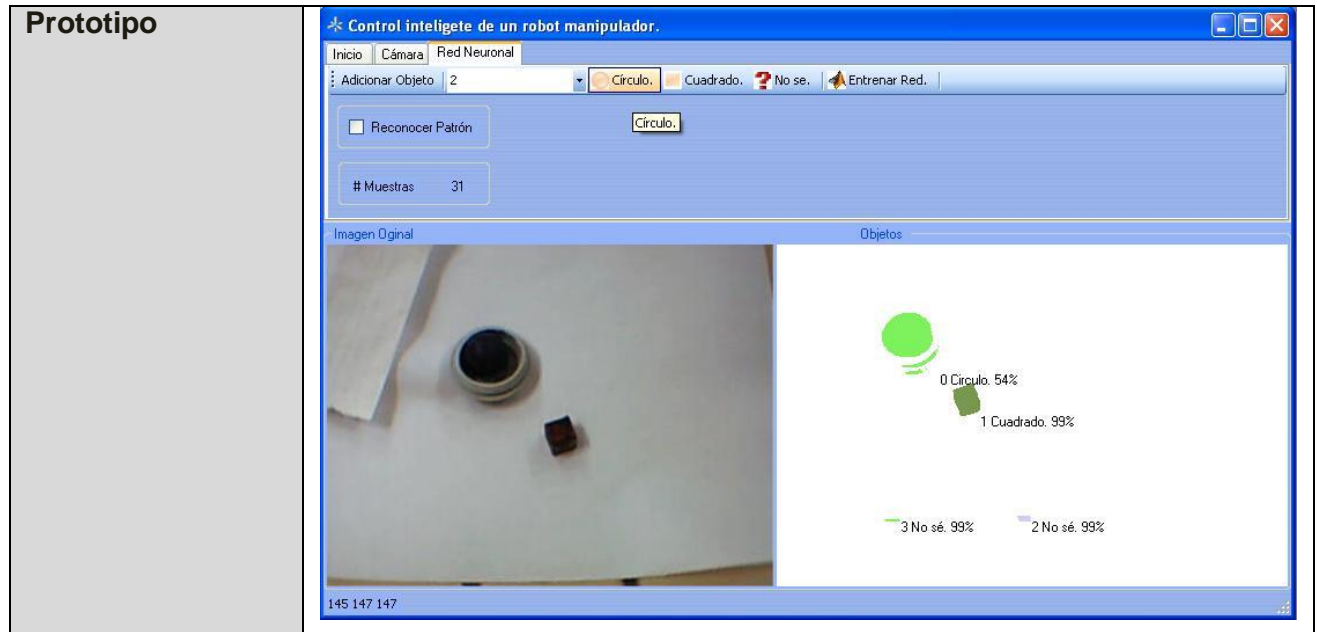 Prototipo
Control inteligete de un robot manipulador.
Inicio Cámara Red Neuronal
Adicionar Objeto 2 Círculo. Cuadrado. ? No se. Entrenar Red.
Reconocer Patrón
Círculo.
# Muestras 31
Imagen Oginal Objetos
0 Circulo. 54%
1 Cuadrado. 99%
3 No sé. 99% 2 No sé. 99%
145 147 147